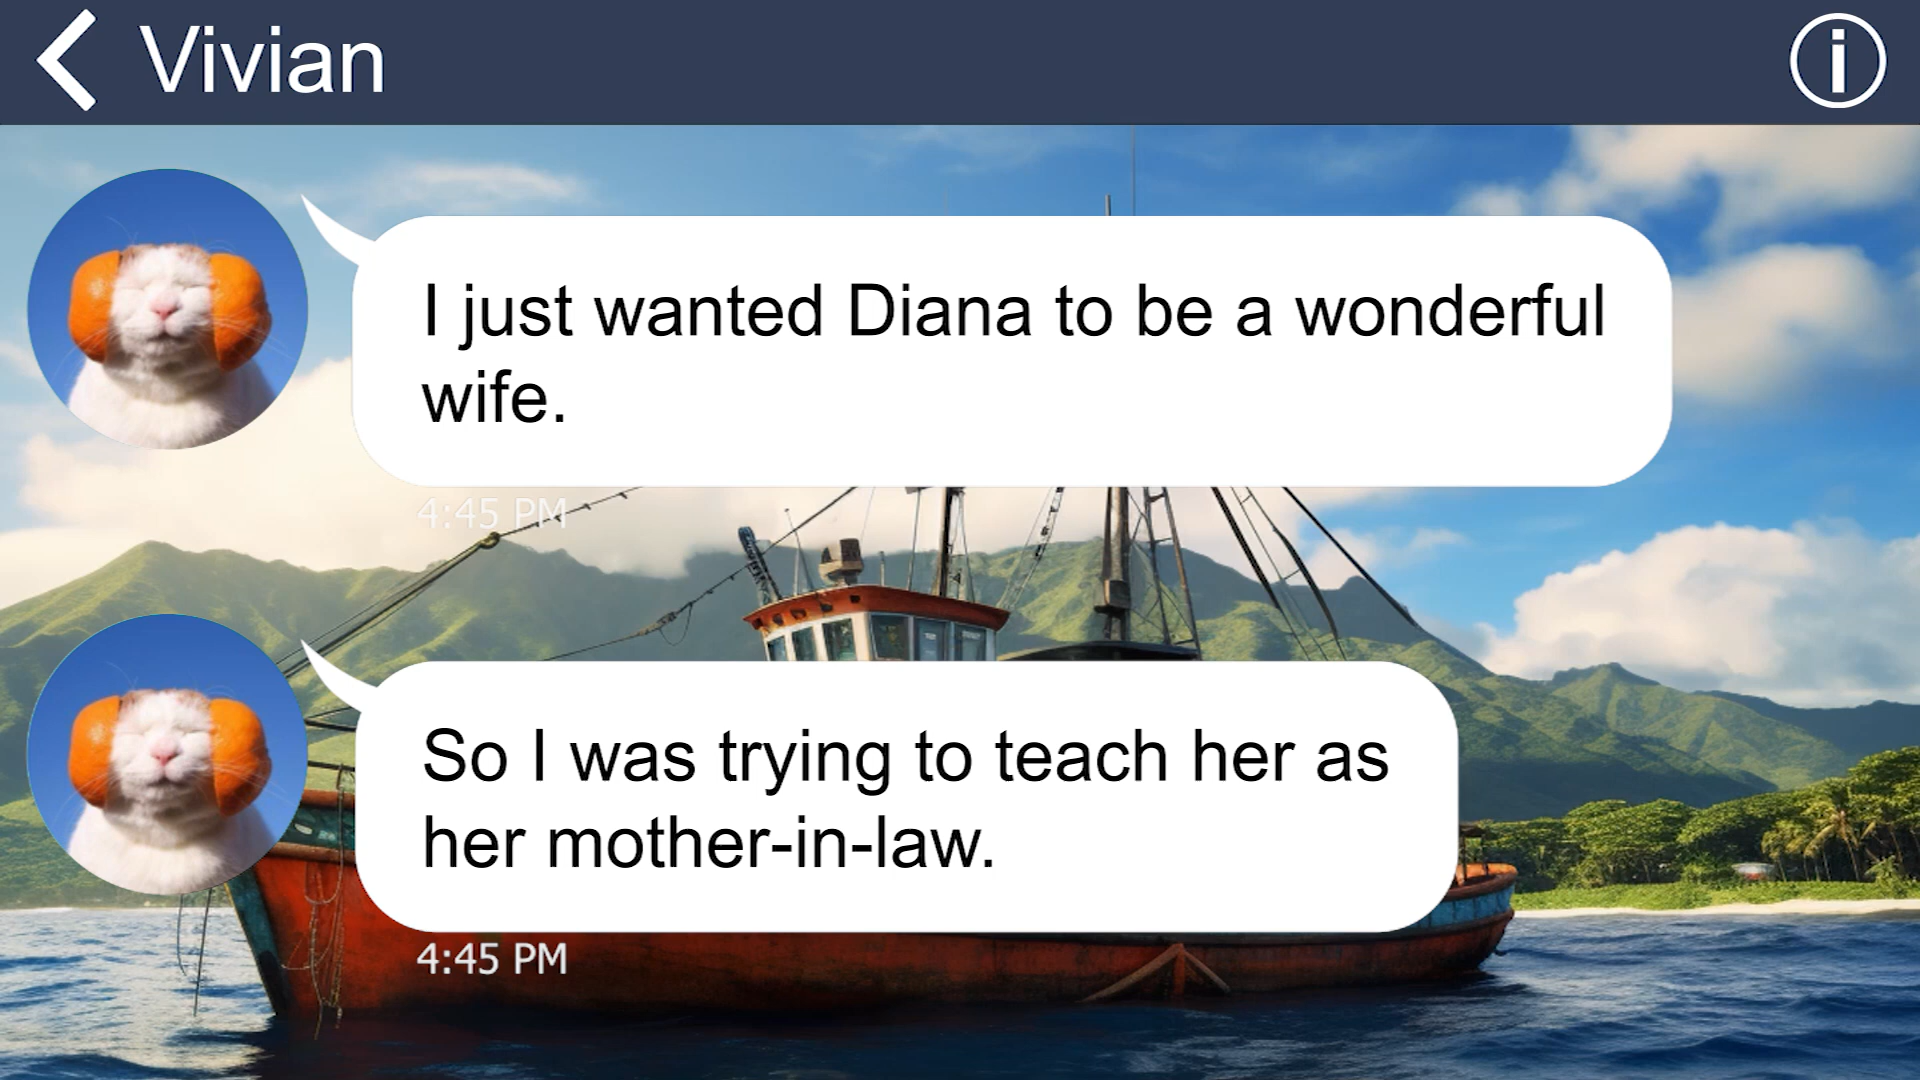 Vivian
I just wanted Diana to be a wonderful
wife.
4:45 PM
So I was trying to teach her as
her mother-in-law.
4:45 PM